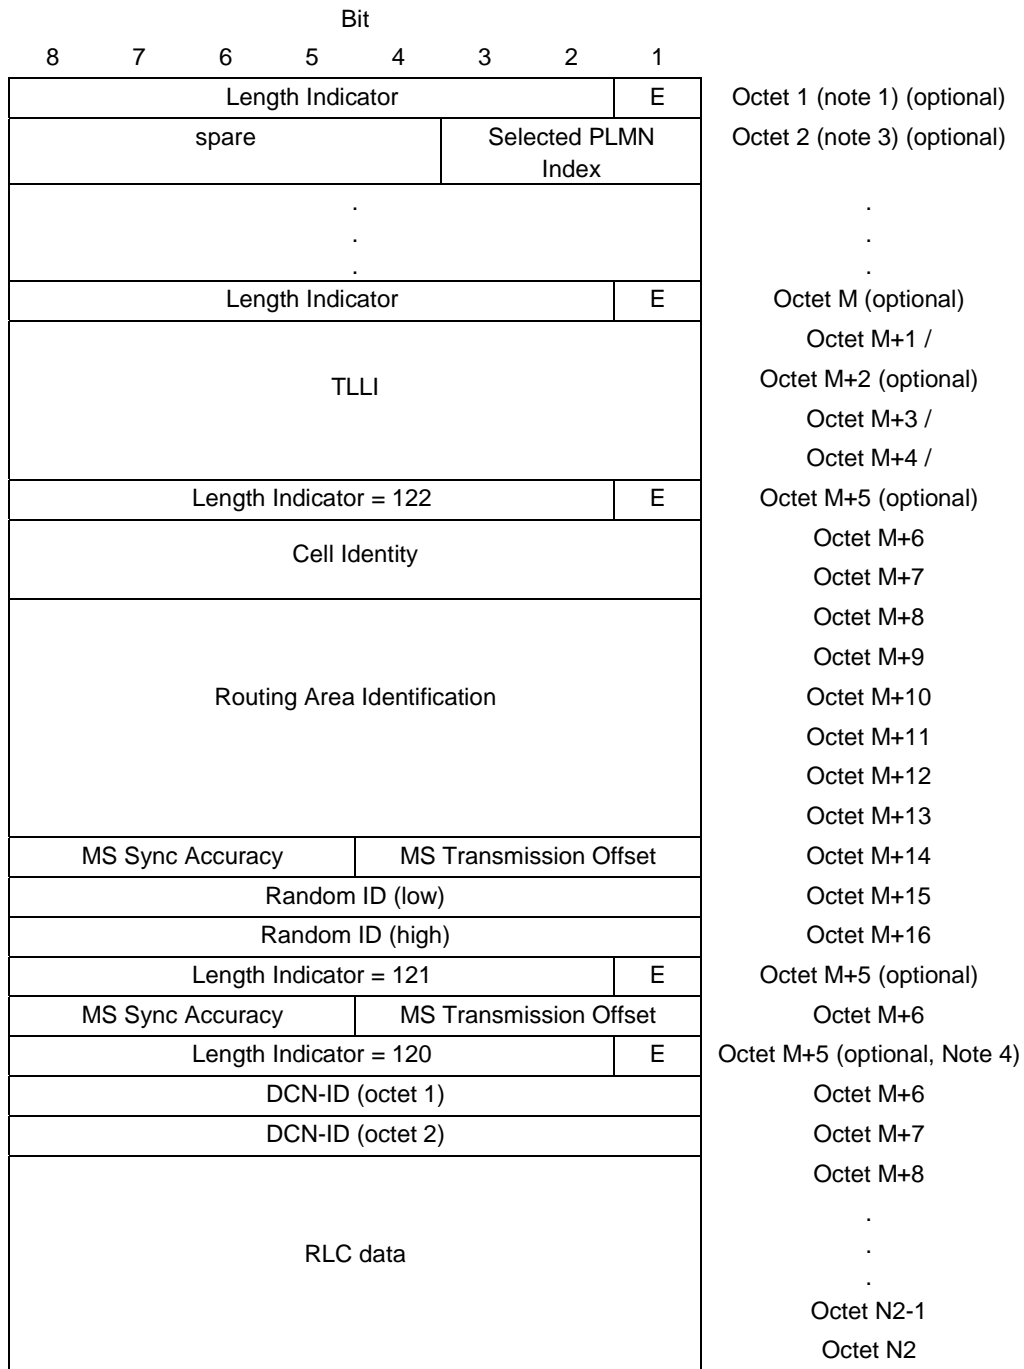 Bit
8 7 6 5 4 3 2 1
Length Indicator E Octet 1 (note 1) (optional)
spare Selected PLMN Index Octet 2 (note 3) (optional)
. .
. .
. .
Length Indicator E Octet M (optional)
Octet M+1 /
TLLI Octet M+2 (optional)
Octet M+3 /
Octet M+4 /
Length Indicator = 122 E Octet M+5 (optional)
Cell Identity Octet M+6
Octet M+7
Octet M+8
Octet M+9
Routing Area Identification Octet M+10
Octet M+11
Octet M+12
Octet M+13
MS Sync Accuracy MS Transmission Offset Octet M+14
Random ID (low) Octet M+15
Random ID (high) Octet M+16
Length Indicator = 121 E Octet M+5 (optional)
MS Sync Accuracy MS Transmission Offset Octet M+6
Length Indicator = 120 E Octet M+5 (optional, Note 4)
DCN-ID (octet 1) Octet M+6
DCN-ID (octet 2) Octet M+7
Octet M+8
.
RLC data .
.
Octet N2-1
Octet N2